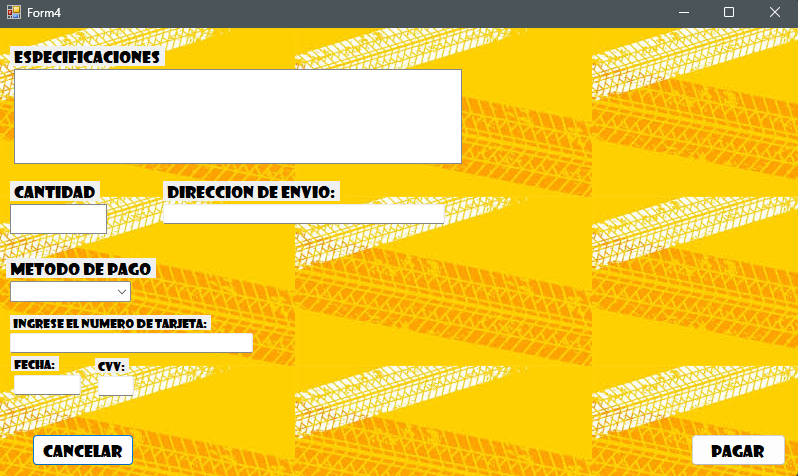 Form4
ESPECIFICACIONES
CANTIDAD
DIRECCION DE ENVIO:
METODO DE PAGO
INGRESE EL NUMERO DE TARJETA:
FECHA:
CVV:
CANCELAR
PAGAR